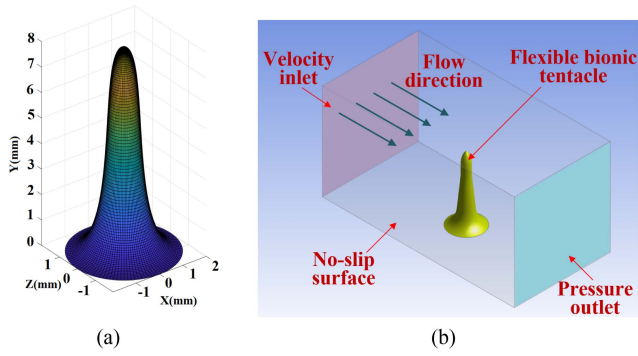 8
7
6
5
4
3
2
1
0
Y(mm)
1
0
-1
Z(mm)
-1
0
1
2
X(mm)
(a)
Velocity
inlet
Flow
direction
Flexible bionic
tentacle
No-slip
surface
Pressure
outlet
(b)